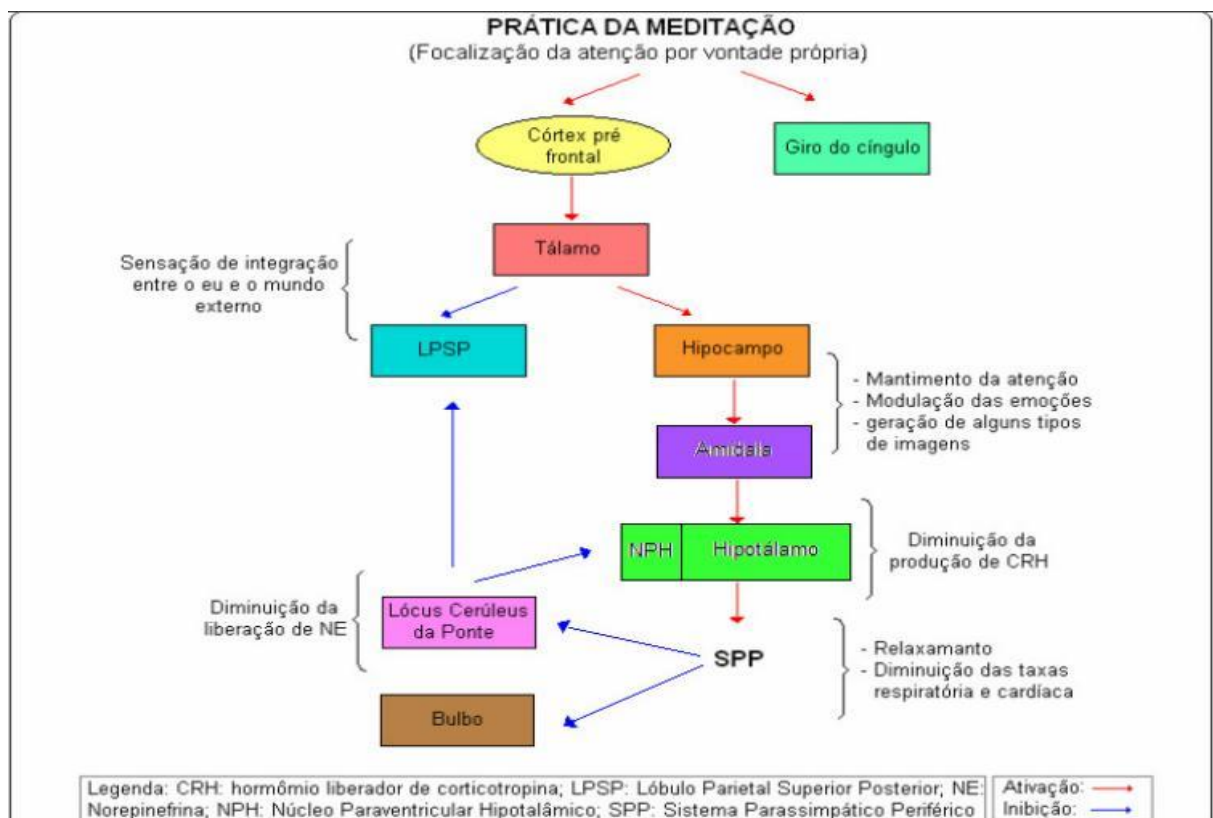 PRÁTICA DA MEDITAÇÃO
(Focalização da atenção por vontade própria)
Córtex pré
frontal
Giro do cíngulo
Tálamo
Sensação de integração
entre o eu e o mundo
externo
LPSP
Hipocampo
- Mantimento da atenção
- Modulação das emoções
- geração de alguns tipos
de imagens
Amídala
NPH
Hipotálamo
Diminuição da
produção de CRH
Diminuição da
liberação de NE
Lócus Cerúleus
da Ponte
SPP
- Relaxamanto
- Diminuição das taxas
respiratória e cardíaca
Bulbo
Legenda: CRH: hormômio liberador de corticotropina; LPSP: Lóbulo Parietal Superior Posterior; NE:
Norepinefrina; NPH: Núcleo Paraventricular Hipotalâmico; SPP: Sistema Parassimpático Periférico
Ativação:
Inibição: